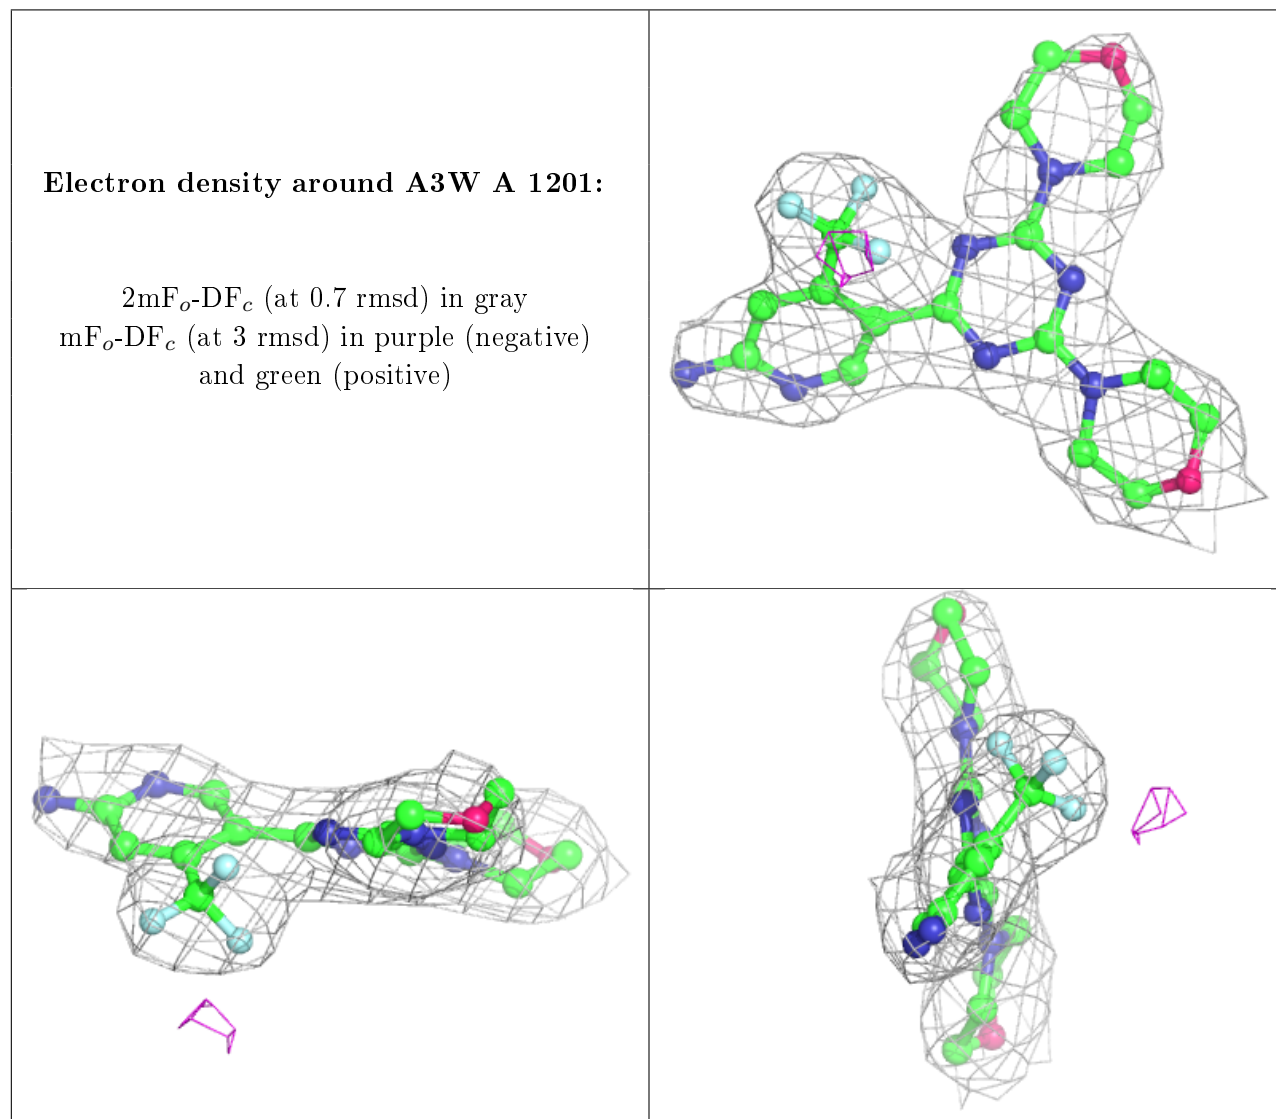 Electron density around A3W A 1201:
2mFo-DFc (at 0.7 rmsd) in gray
mFo-DFc (at 3 rmsd) in purple (negative)
and green (positive)